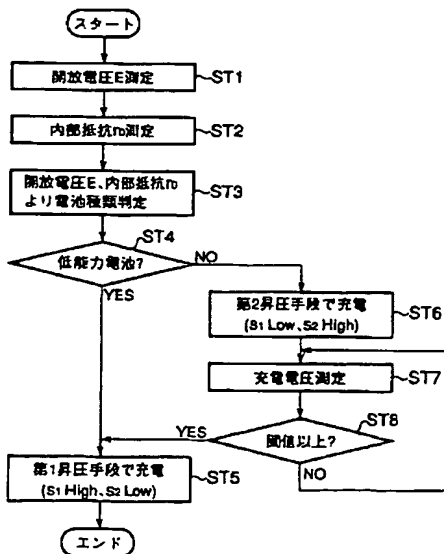 スタート
開放電圧E測定
ST1
内部抵抗r0測定
ST2
開放電圧E、内部抵抗r0
より電池種類判定
ST3
ST4
低能力電池?
NO
YES
第2昇圧手段で充電
(S1 Low、S2 High)
ST6
充電電圧測定
ST7
ST8
閾値以上?
YES
NO
第1昇圧手段で充電
(S1 High、S2 Low)
ST5
エンド